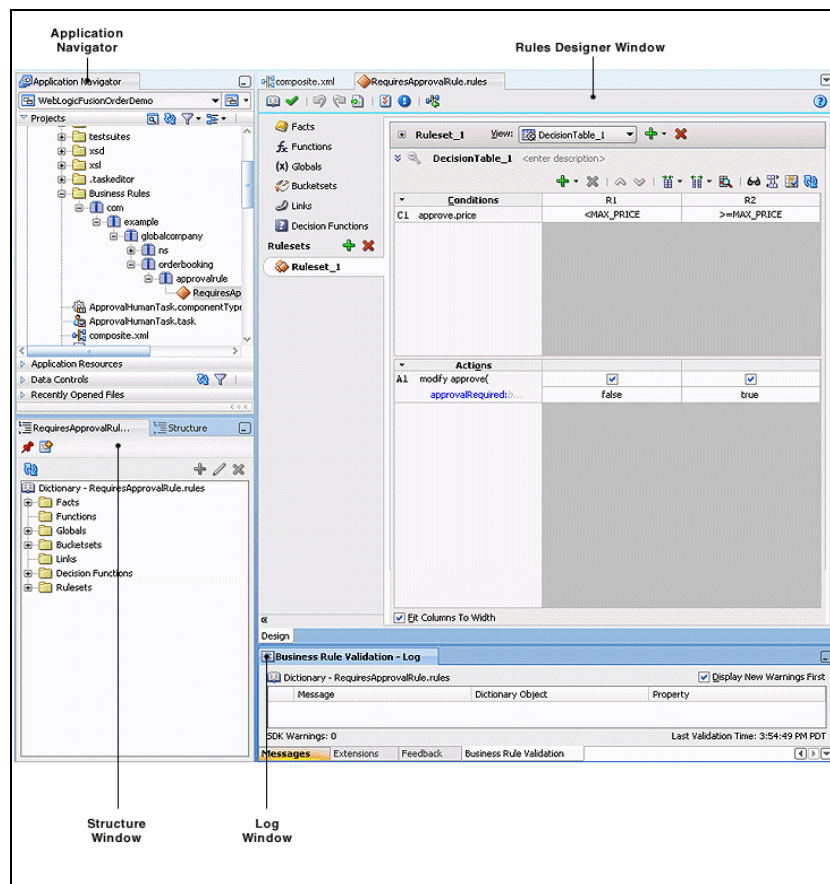 Application
Navigator
Rules Designer Window
Application Navigator
WebLogicFusionOrderDemo
Projects
testsuites
xsd
xsl
.taskeditor
Business Rules
com
example
globalcompany
ns
orderbooking
approvalrule
RequiresAp
ApprovalHumanTask.componentType
ApprovalHumanTask.task
composite.xml
Application Resources
Data Controls
Recently Opened Files
composite.xml
RequiresApprovalRule.rules
Facts
Functions
(x) Globals
Bucketsets
Links
Decision Functions
Rulesets
Ruleset_1
Ruleset_1 View: DecisionTable_1
DecisionTable_1 <enter description>
Conditions R1 R2
C1 approve.price <MAX_PRICE >=MAX_PRICE
Actions
A1 modify approve(
approvalRequired:b... false true
Fit Columns To Width
Design
RequiresApprovalRul... Structure
Dictionary - RequiresApprovalRule.rules
Facts
Functions
Globals
Bucketsets
Links
Decision Functions
Rulesets
Business Rule Validation - Log
Dictionary - RequiresApprovalRule.rules Display New Warnings First
Message Dictionary Object Property
SDK Warnings: 0 Last Validation Time: 3:54:49 PM PDT
Messages Extensions Feedback Business Rule Validation
Structure
Window
Log
Window